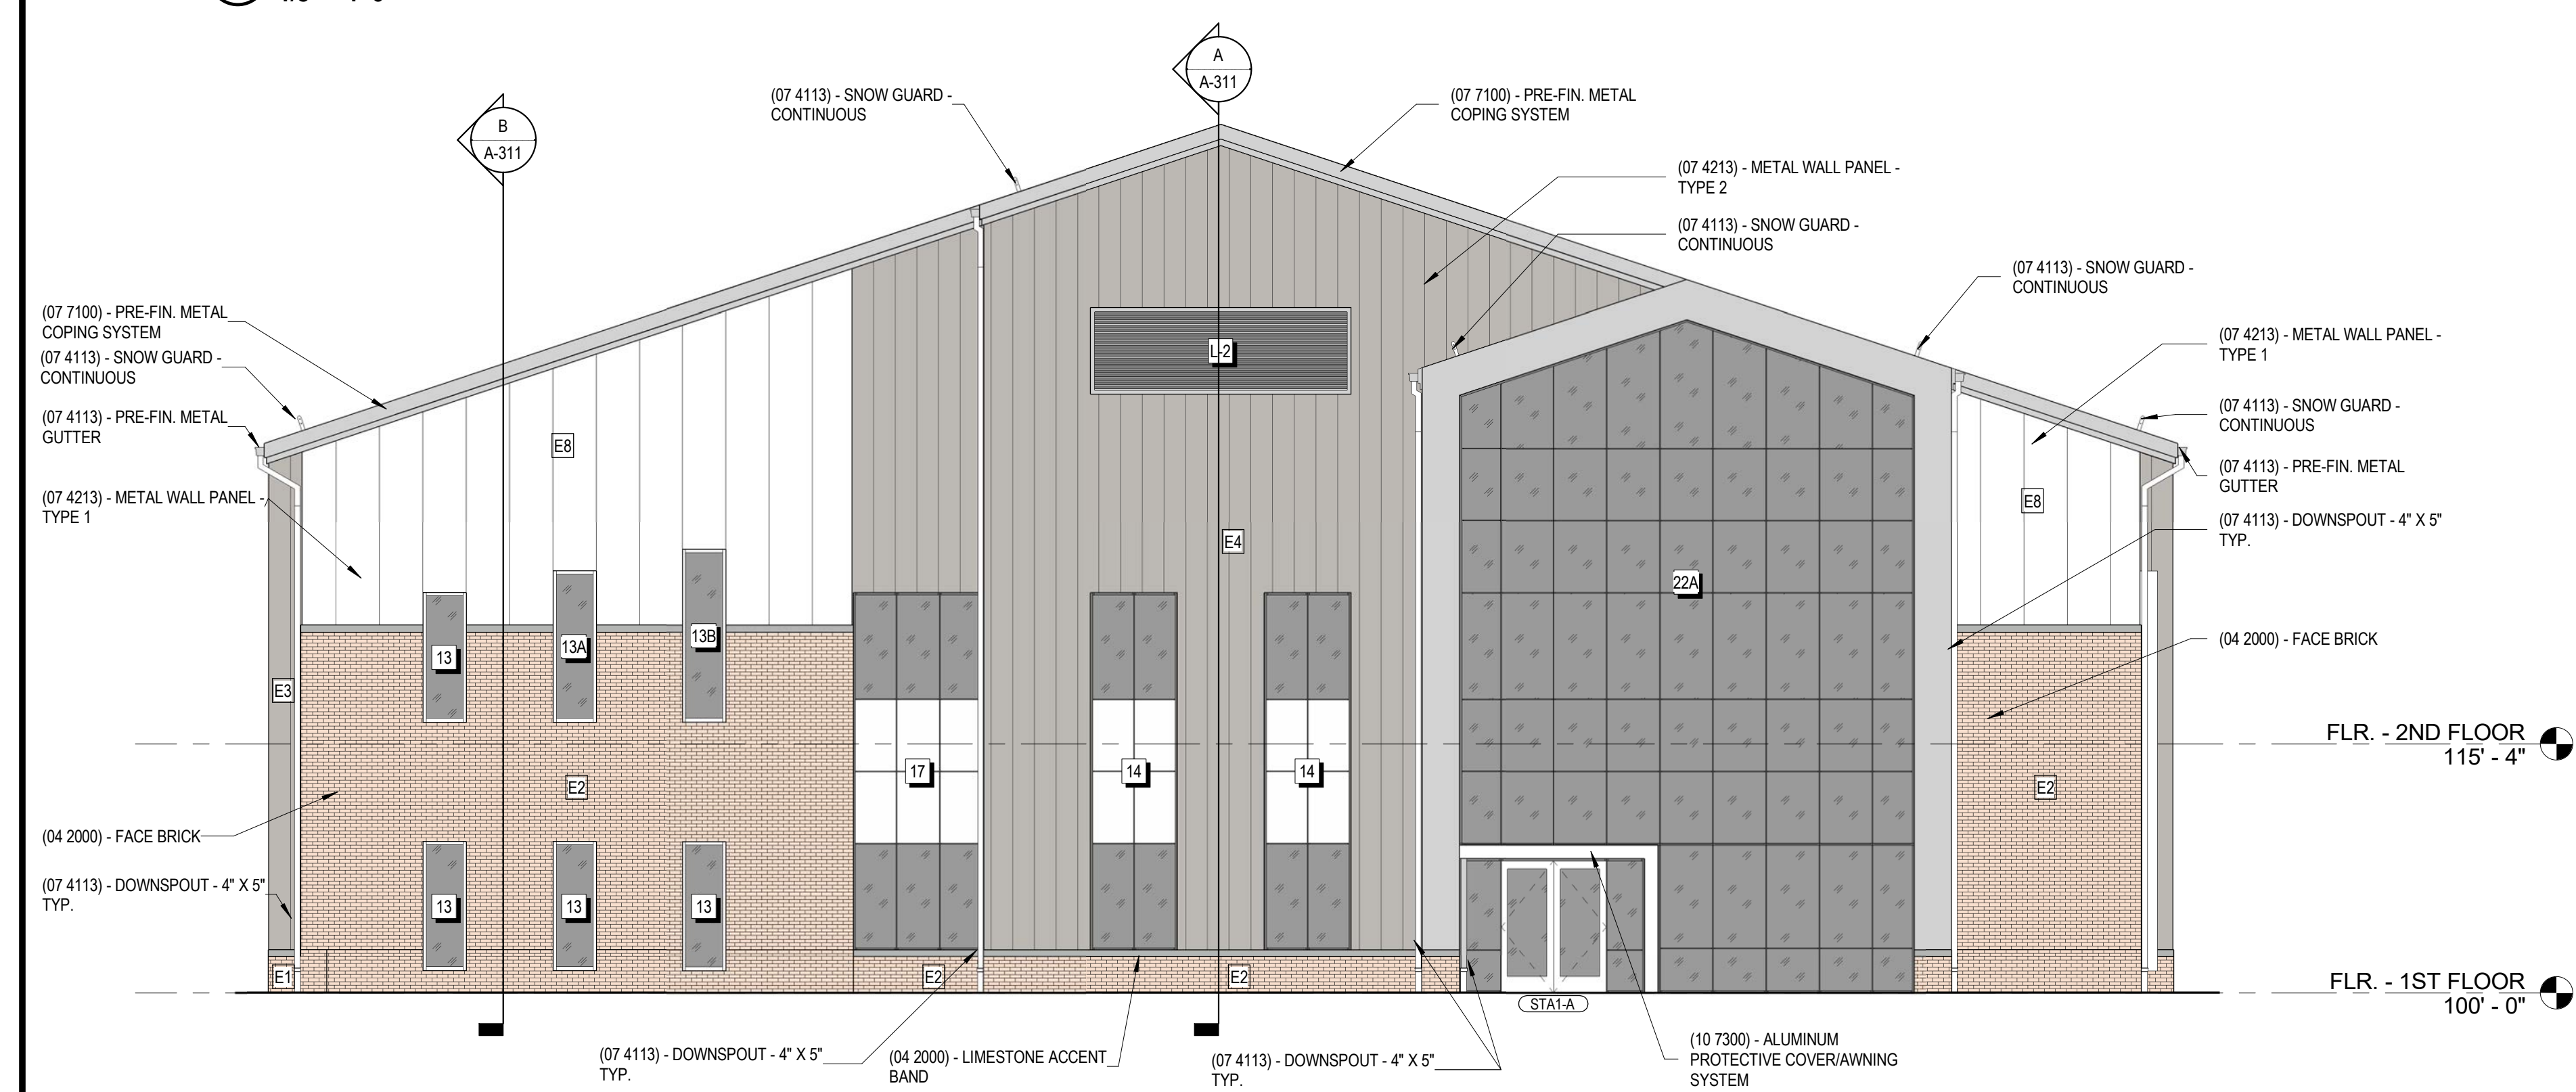 A
A-311
B
A-311
(07 4113) - SNOW GUARD -
CONTINUOUS
(07 7100) - PRE-FIN. METAL
COPING SYSTEM
(07 4213) - METAL WALL PANEL -
TYPE 2
(07 4113) - SNOW GUARD -
CONTINUOUS
(07 4113) - SNOW GUARD -
CONTINUOUS
(07 7100) - PRE-FIN. METAL
COPING SYSTEM
(07 4113) - SNOW GUARD -
CONTINUOUS
(07 4113) - PRE-FIN. METAL
GUTTER
(07 4213) - METAL WALL PANEL -
TYPE 1
(07 4213) - METAL WALL PANEL -
TYPE 1
(07 4113) - SNOW GUARD -
CONTINUOUS
(07 4113) - PRE-FIN. METAL
GUTTER
(07 4113) - DOWNSPOUT - 4" X 5"
TYP.
(04 2000) - FACE BRICK
L-2
E8
E8
E4
22A
13
13A
13B
E3
17
14
14
E2
E2
FLR. - 2ND FLOOR
115' - 4"
(04 2000) - FACE BRICK
(07 4113) - DOWNSPOUT - 4" X 5"
TYP.
13
13
13
E1
E2
E2
STA1-A
FLR. - 1ST FLOOR
100' - 0"
(07 4113) - DOWNSPOUT - 4" X 5"
TYP.
(04 2000) - LIMESTONE ACCENT
BAND
(07 4113) - DOWNSPOUT - 4" X 5"
TYP.
(10 7300) - ALUMINUM
PROTECTIVE COVER/AWNING
SYSTEM